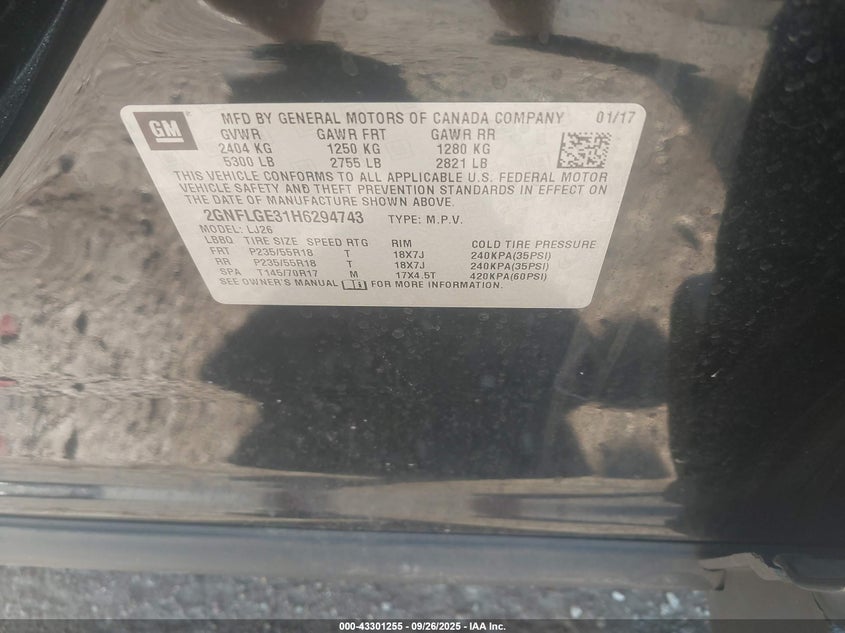 GM MFD BY GENERAL MOTORS OF CANADA COMPANY 01/17
GVWR GAWR FRT GAWR RR
2404 KG 1250 KG 1280 KG
5300 LB 2755 LB 2821 LB
THIS VEHICLE CONFORMS TO ALL APPLICABLE U.S. FEDERAL MOTOR
VEHICLE SAFETY AND THEFT PREVENTION STANDARDS IN EFFECT ON
THE DATE OF MANUFACTURE SHOWN ABOVE.
2GNFLGE31H6294743 TYPE: M.P.V.
MODEL: LJ26
LBBQ TIRE SIZE SPEED RTG RIM COLD TIRE PRESSURE
FRT P235/55R18 T 18X7J 240KPA(35PSI)
RR P235/55R18 T 18X7J 240KPA(35PSI)
SPA T145/70R17 M 17X4.5T 420KPA(60PSI)
SEE OWNER'S MANUAL FOR MORE INFORMATION.
000-43301255 - 09/26/2025 - IAA Inc.